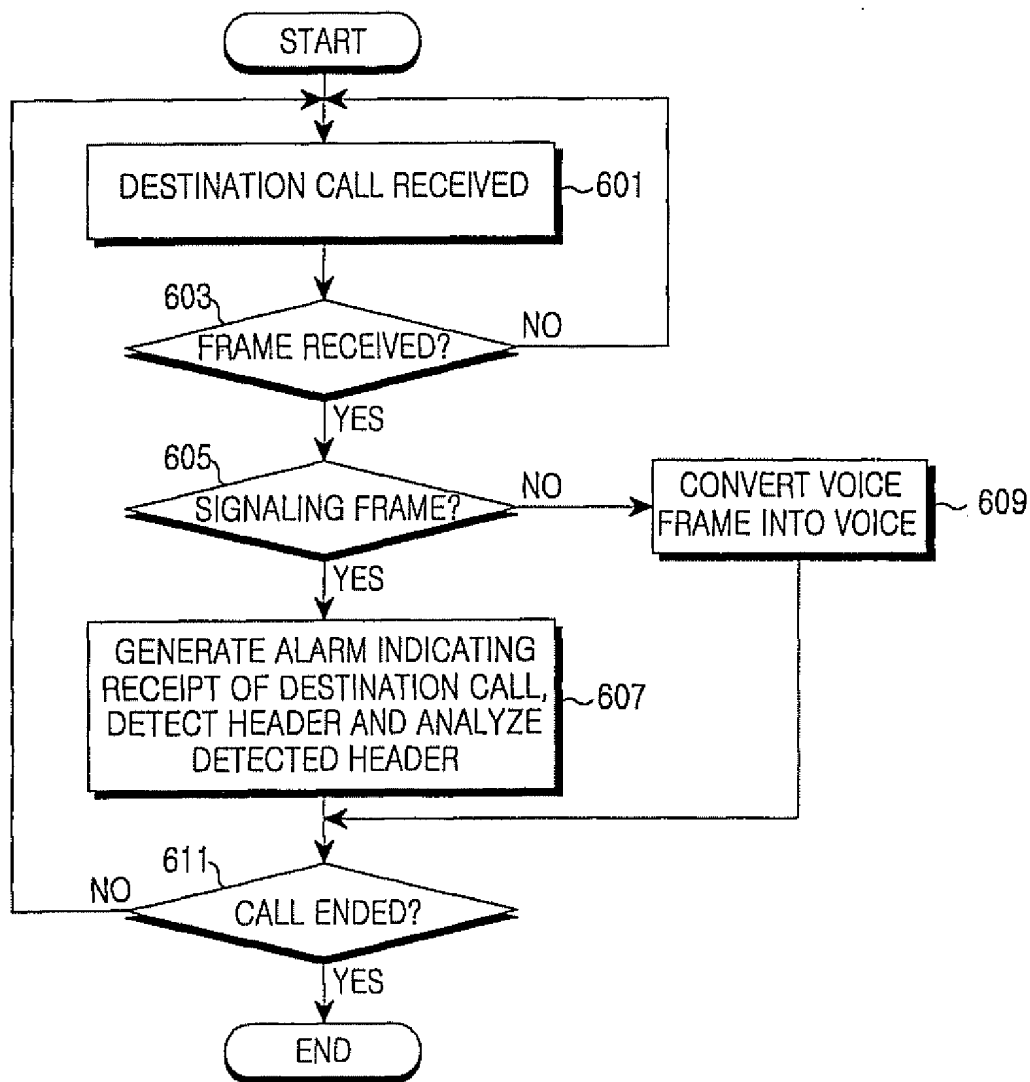 START
DESTINATION CALL RECEIVED
601
603
FRAME RECEIVED?
NO
YES
605
SIGNALING FRAME?
NO
CONVERT VOICE
FRAME INTO VOICE
609
YES
GENERATE ALARM INDICATING
RECEIPT OF DESTINATION CALL,
DETECT HEADER AND ANALYZE
DETECTED HEADER
607
611
NO
CALL ENDED?
YES
END